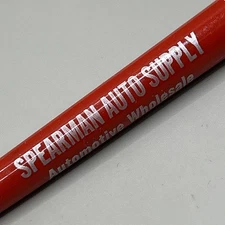 SPEARMAN AUTO SUPPLY
Automotive Wholesale